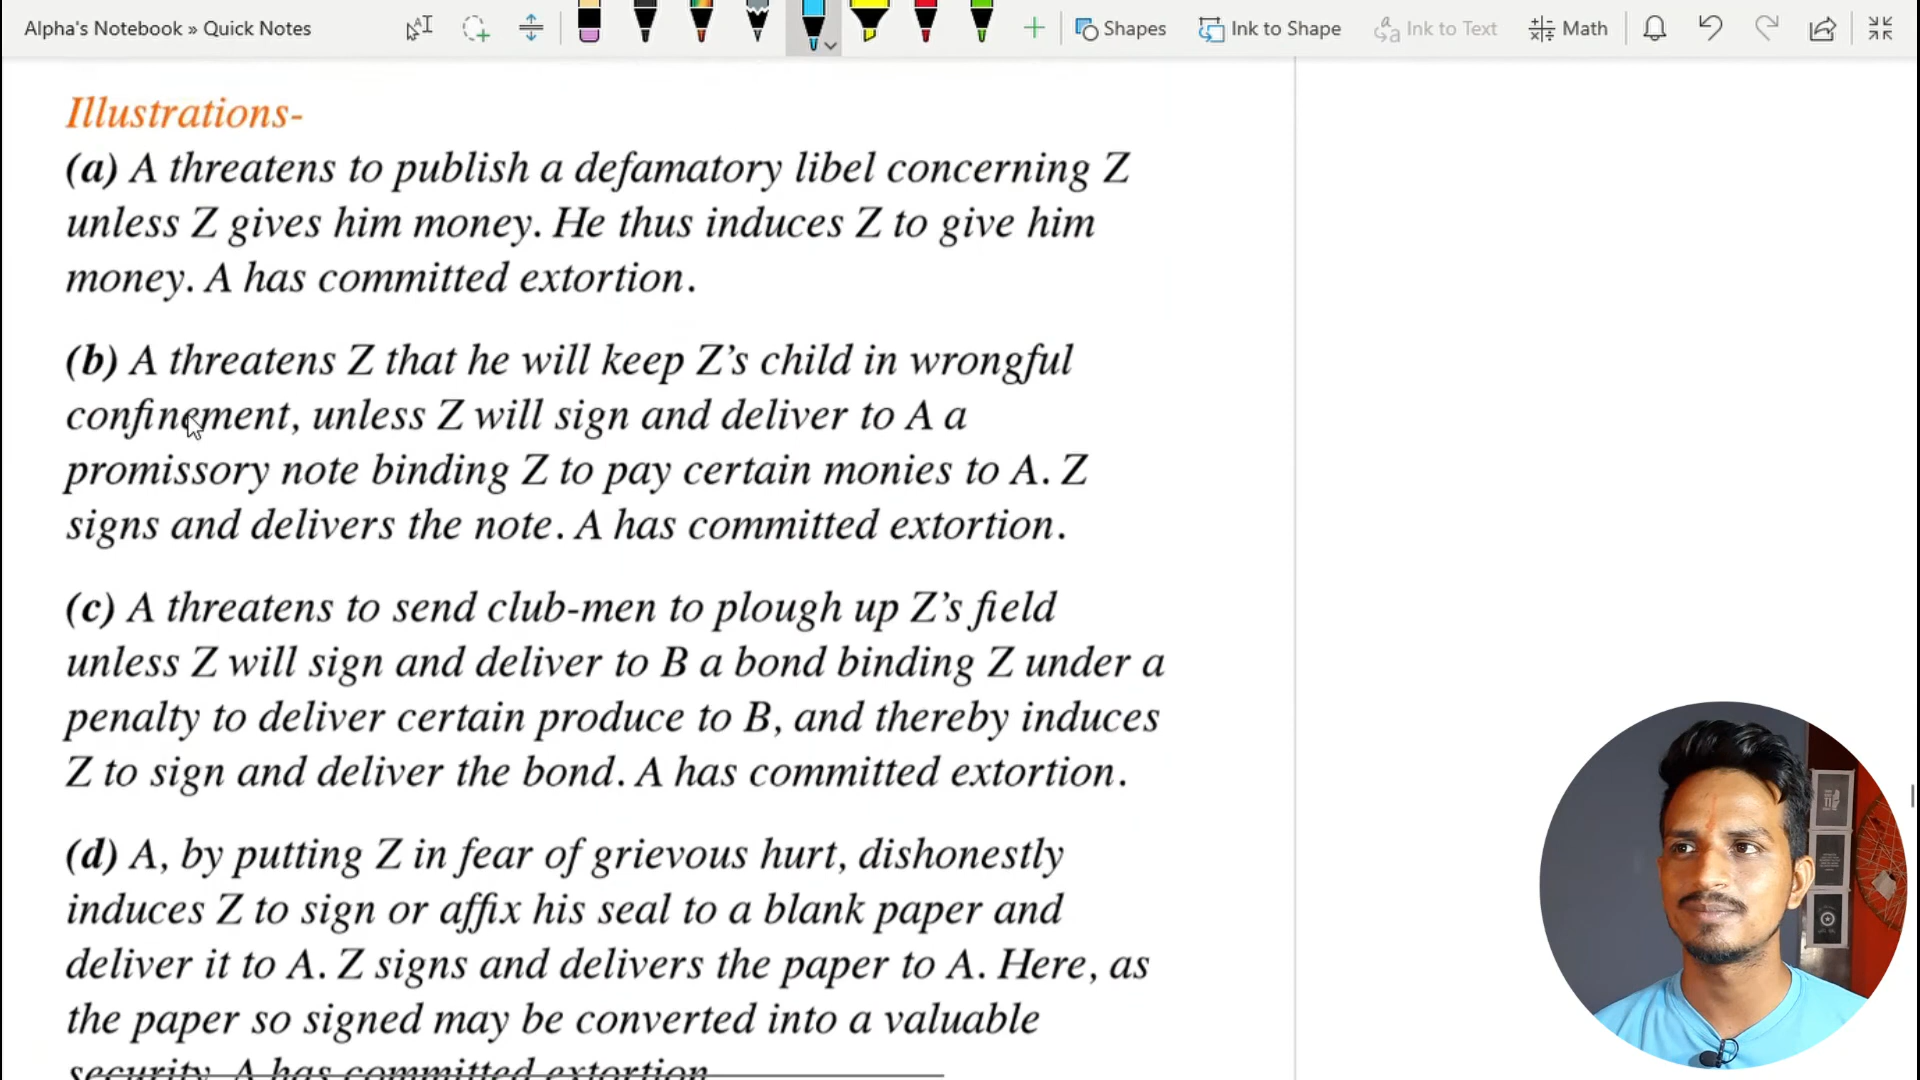 Alpha's Notebook » Quick Notes
Shapes
Ink to Shape
Ink to Text
Math
Illustrations-
(a) A threatens to publish a defamatory libel concerning Z
unless Z gives him money. He thus induces Z to give him
money. A has committed extortion.
(b) A threatens Z that he will keep Z’s child in wrongful
confinement, unless Z will sign and deliver to A a
promissory note binding Z to pay certain monies to A. Z
signs and delivers the note. A has committed extortion.
(c) A threatens to send club-men to plough up Z’s field
unless Z will sign and deliver to B a bond binding Z under a
penalty to deliver certain produce to B, and thereby induces
Z to sign and deliver the bond. A has committed extortion.
(d) A, by putting Z in fear of grievous hurt, dishonestly
induces Z to sign or affix his seal to a blank paper and
deliver it to A. Z signs and delivers the paper to A. Here, as
the paper so signed may be converted into a valuable
security. A has committed extortion